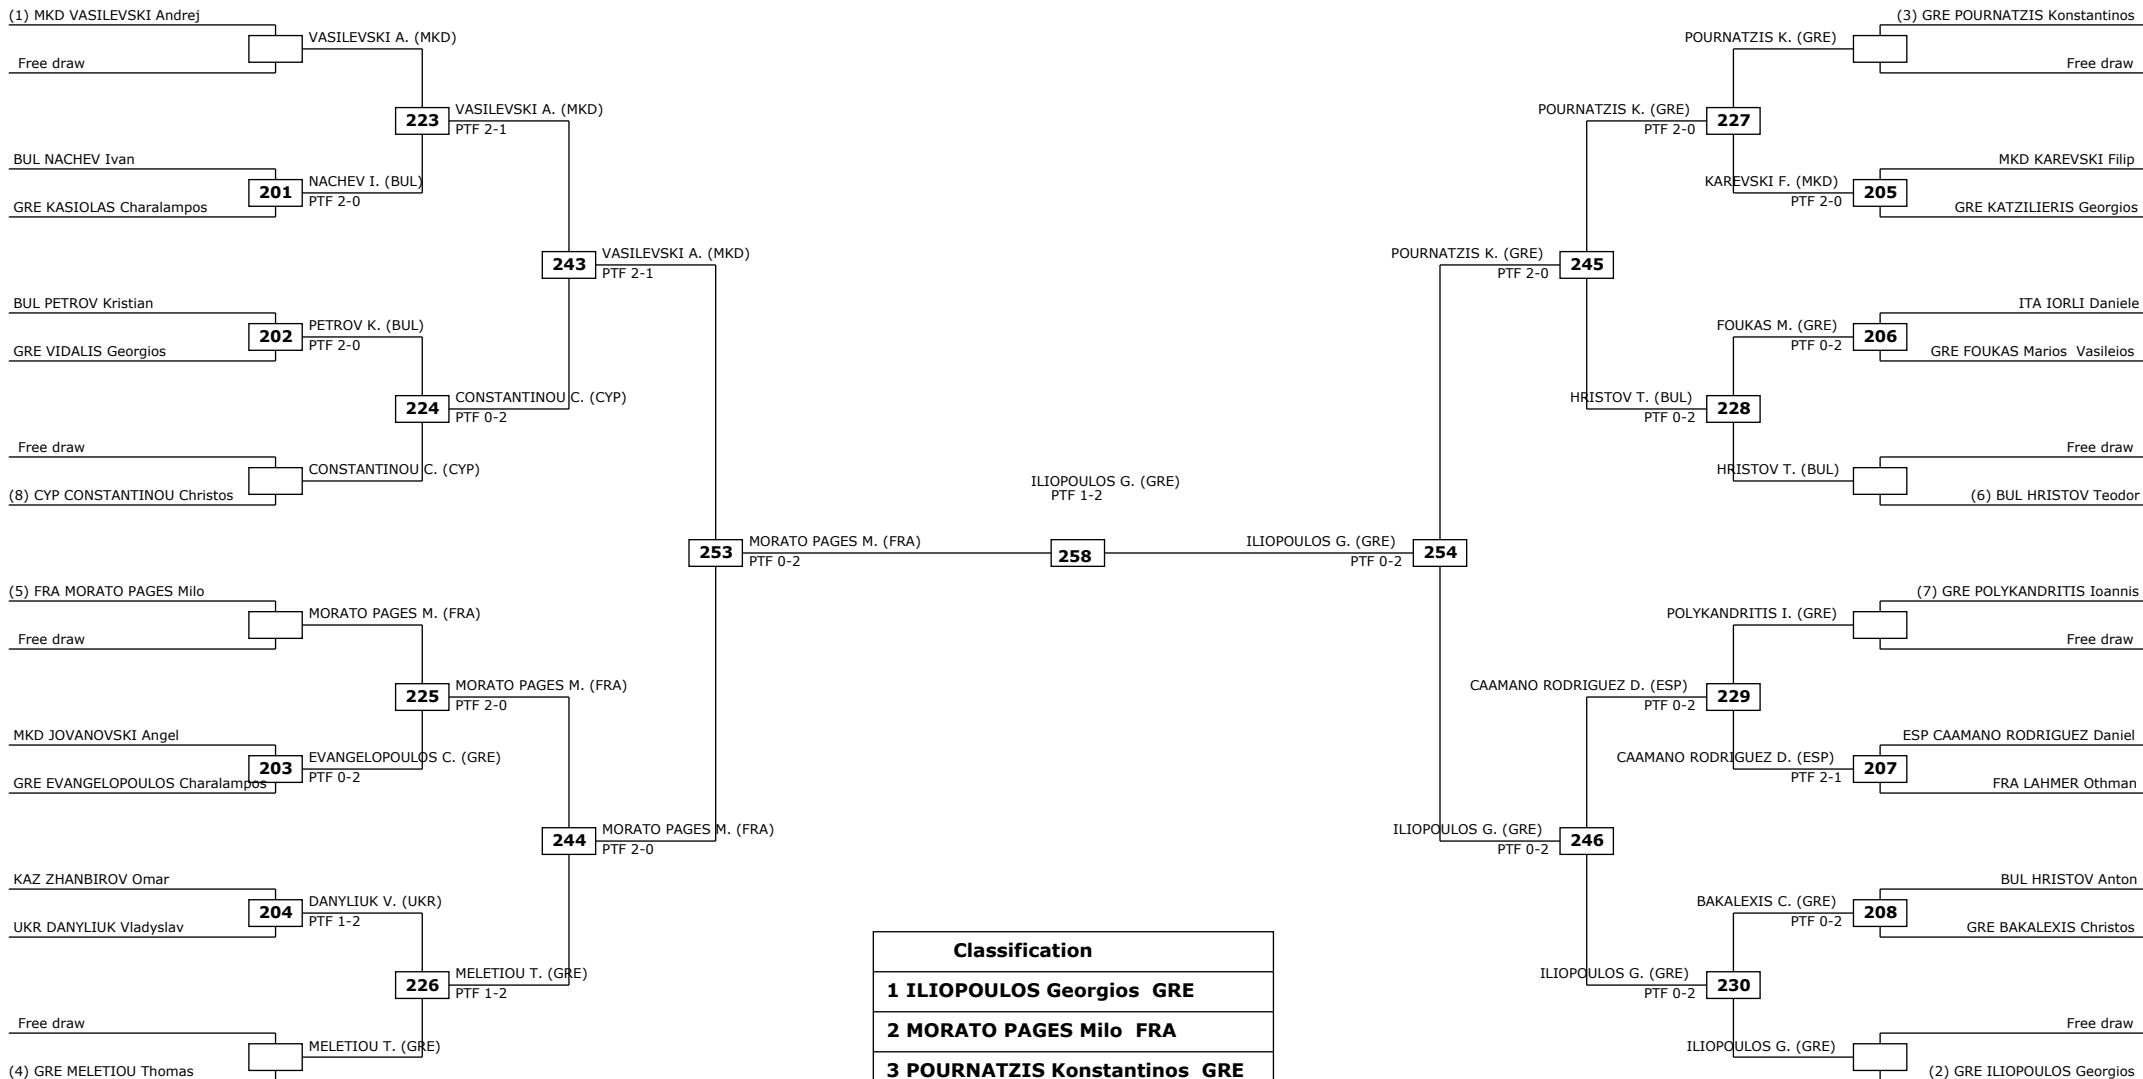 (1) MKD VASILEVSKI Andrej
VASILEVSKI A. (MKD)
Free draw
223
VASILEVSKI A. (MKD)
PTF 2-1
BUL NACHEV Ivan
201
NACHEV I. (BUL)
PTF 2-0
GRE KASIOLAS Charalampos
243
VASILEVSKI A. (MKD)
PTF 2-1
BUL PETROV Kristian
202
PETROV K. (BUL)
PTF 2-0
GRE VIDALIS Georgios
224
CONSTANTINOU C. (CYP)
PTF 0-2
Free draw
CONSTANTINOU C. (CYP)
(8) CYP CONSTANTINOU Christos
253
MORATO PAGES M. (FRA)
PTF 0-2
(5) FRA MORATO PAGES Milo
MORATO PAGES M. (FRA)
Free draw
225
MORATO PAGES M. (FRA)
PTF 2-0
MKD JOVANOVSKI Angel
203
EVANGELOPOULOS C. (GRE)
PTF 0-2
GRE EVANGELOPOULOS Charalampos
244
MORATO PAGES M. (FRA)
PTF 2-0
KAZ ZHANBIROV Omar
204
DANYLIUK V. (UKR)
PTF 1-2
UKR DANYLIUK Vladyslav
226
MELETIOU T. (GRE)
PTF 1-2
Free draw
MELETIOU T. (GRE)
(4) GRE MELETIOU Thomas
ILIOPOULOS G. (GRE)
PTF 1-2
258
(3) GRE POURNATZIS Konstantinos
POURNATZIS K. (GRE)
Free draw
POURNATZIS K. (GRE)
PTF 2-0
227
MKD KAREVSKI Filip
KAREVSKI F. (MKD)
PTF 2-0
205
GRE KATZILIERIS Georgios
POURNATZIS K. (GRE)
PTF 2-0
245
ITA IORLI Daniele
FOUKAS M. (GRE)
PTF 0-2
206
GRE FOUKAS Marios  Vasileios
HRISTOV T. (BUL)
PTF 0-2
228
Free draw
HRISTOV T. (BUL)
(6) BUL HRISTOV Teodor
ILIOPOULOS G. (GRE)
PTF 0-2
254
(7) GRE POLYKANDRITIS Ioannis
POLYKANDRITIS I. (GRE)
Free draw
CAAMANO RODRIGUEZ D. (ESP)
PTF 0-2
229
ESP CAAMANO RODRIGUEZ Daniel
CAAMANO RODRIGUEZ D. (ESP)
PTF 2-1
207
FRA LAHMER Othman
ILIOPOULOS G. (GRE)
PTF 0-2
246
BUL HRISTOV Anton
BAKALEXIS C. (GRE)
PTF 0-2
208
GRE BAKALEXIS Christos
ILIOPOULOS G. (GRE)
PTF 0-2
230
Free draw
ILIOPOULOS G. (GRE)
(2) GRE ILIOPOULOS Georgios
Classification
1 ILIOPOULOS Georgios  GRE
2 MORATO PAGES Milo  FRA
3 POURNATZIS Konstantinos  GRE